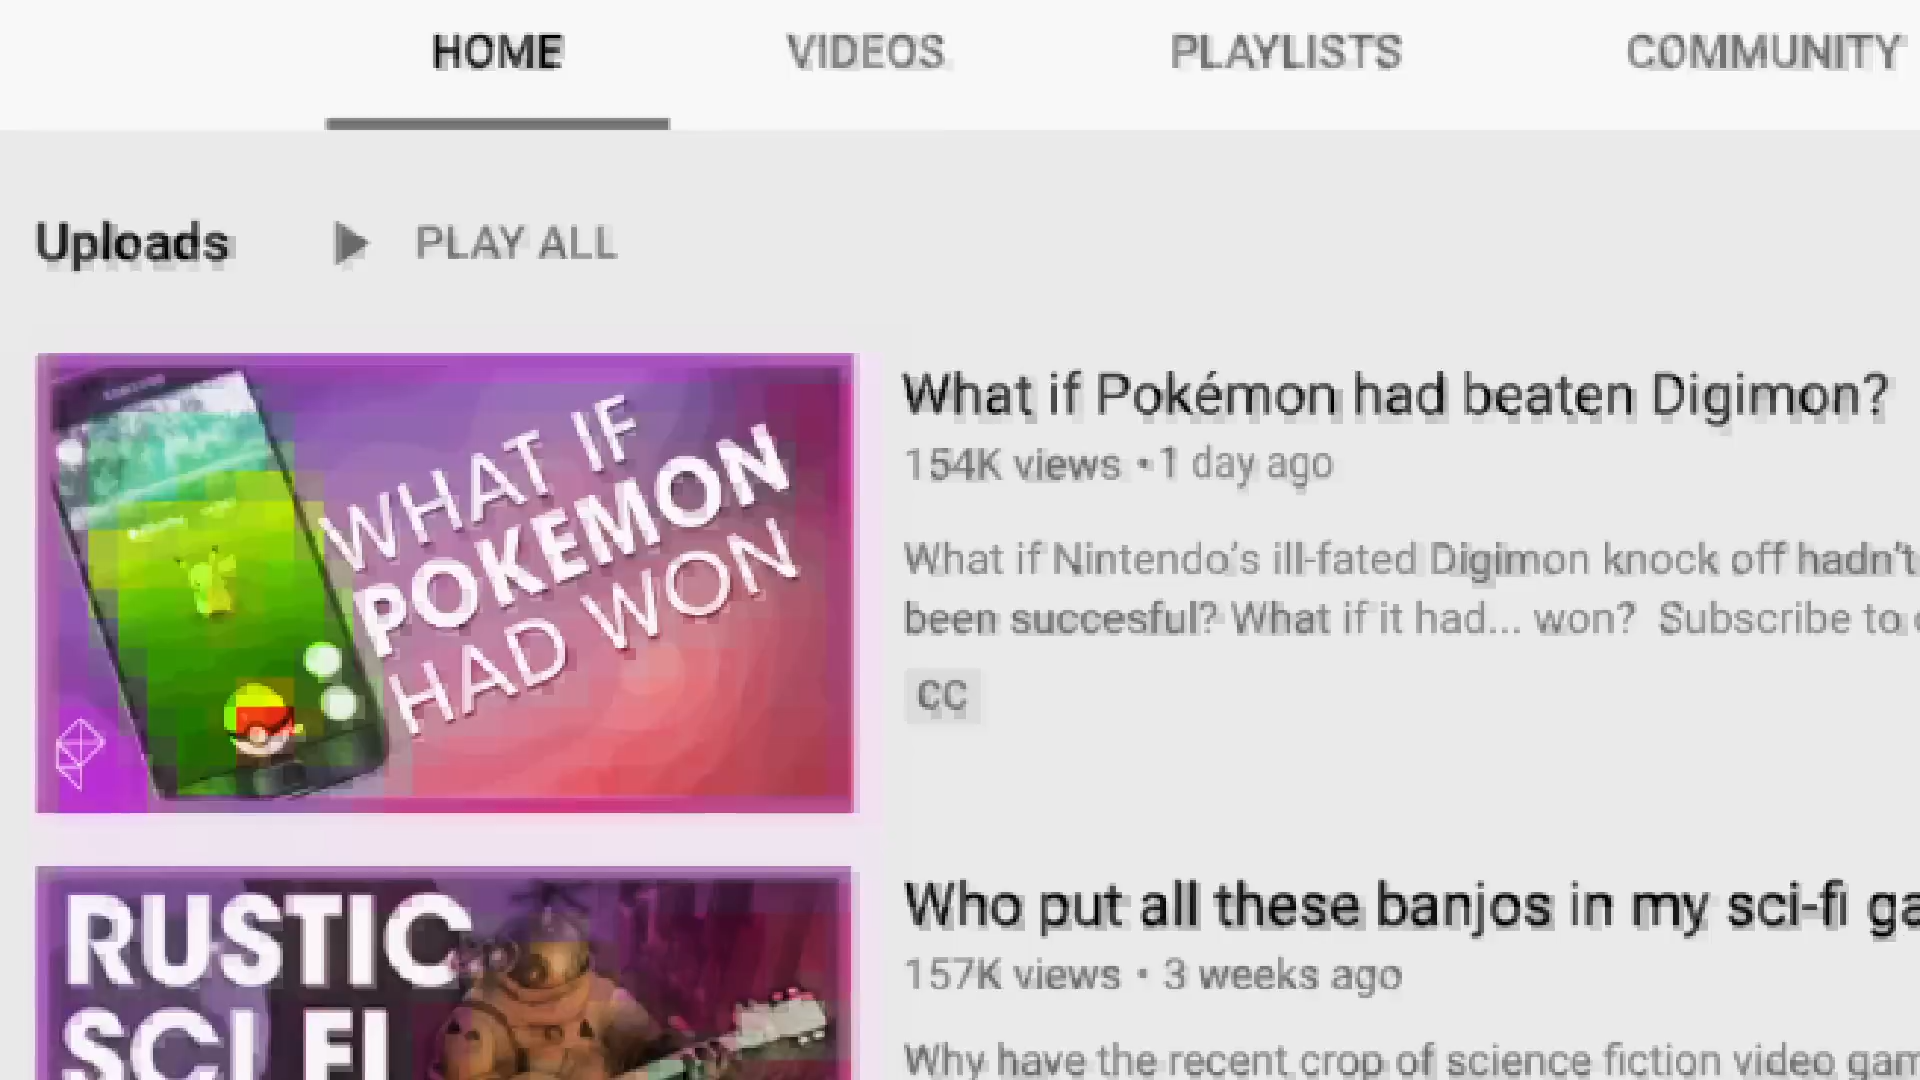 HOME VIDEOS PLAYLISTS COMMUNITY
Uploads PLAY ALL
WHAT IF
POKEMON
HAD WON
What if Pokémon had beaten Digimon?
154K views • 1 day ago
What if Nintendo's ill-fated Digimon knock off hadn't
been succesful? What if it had... won? Subscribe to
CC
RUSTIC
SCI FI
Who put all these banjos in my sci-fi
157K views • 3 weeks ago
Why have the recent crop of science fiction video